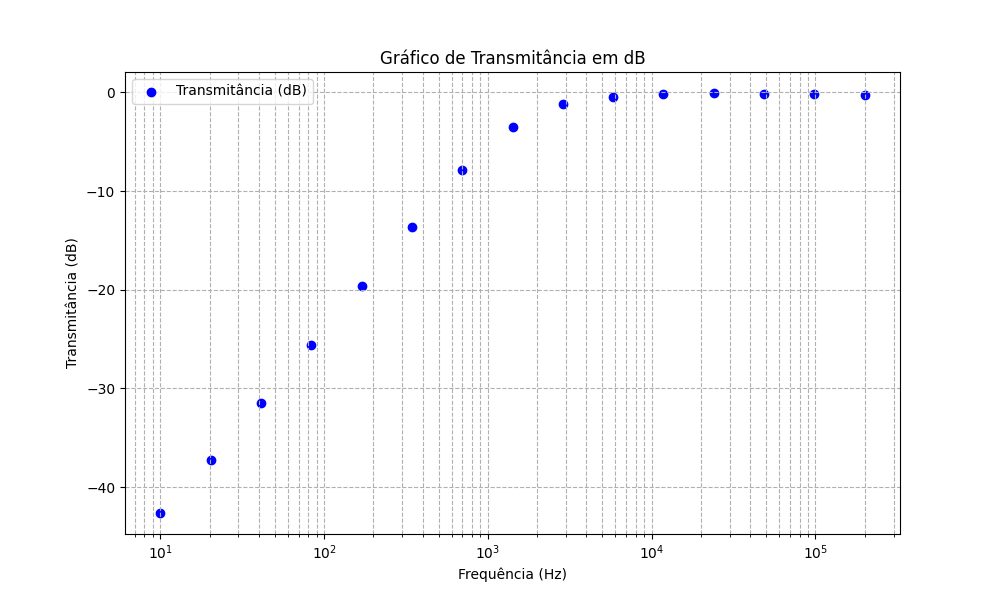 Gráfico de Transmitância em dB
Transmitância (dB)
0
−10
−20
−30
−40
Transmitância (dB)
10¹
10²
10³
10⁴
10⁵
Frequência (Hz)